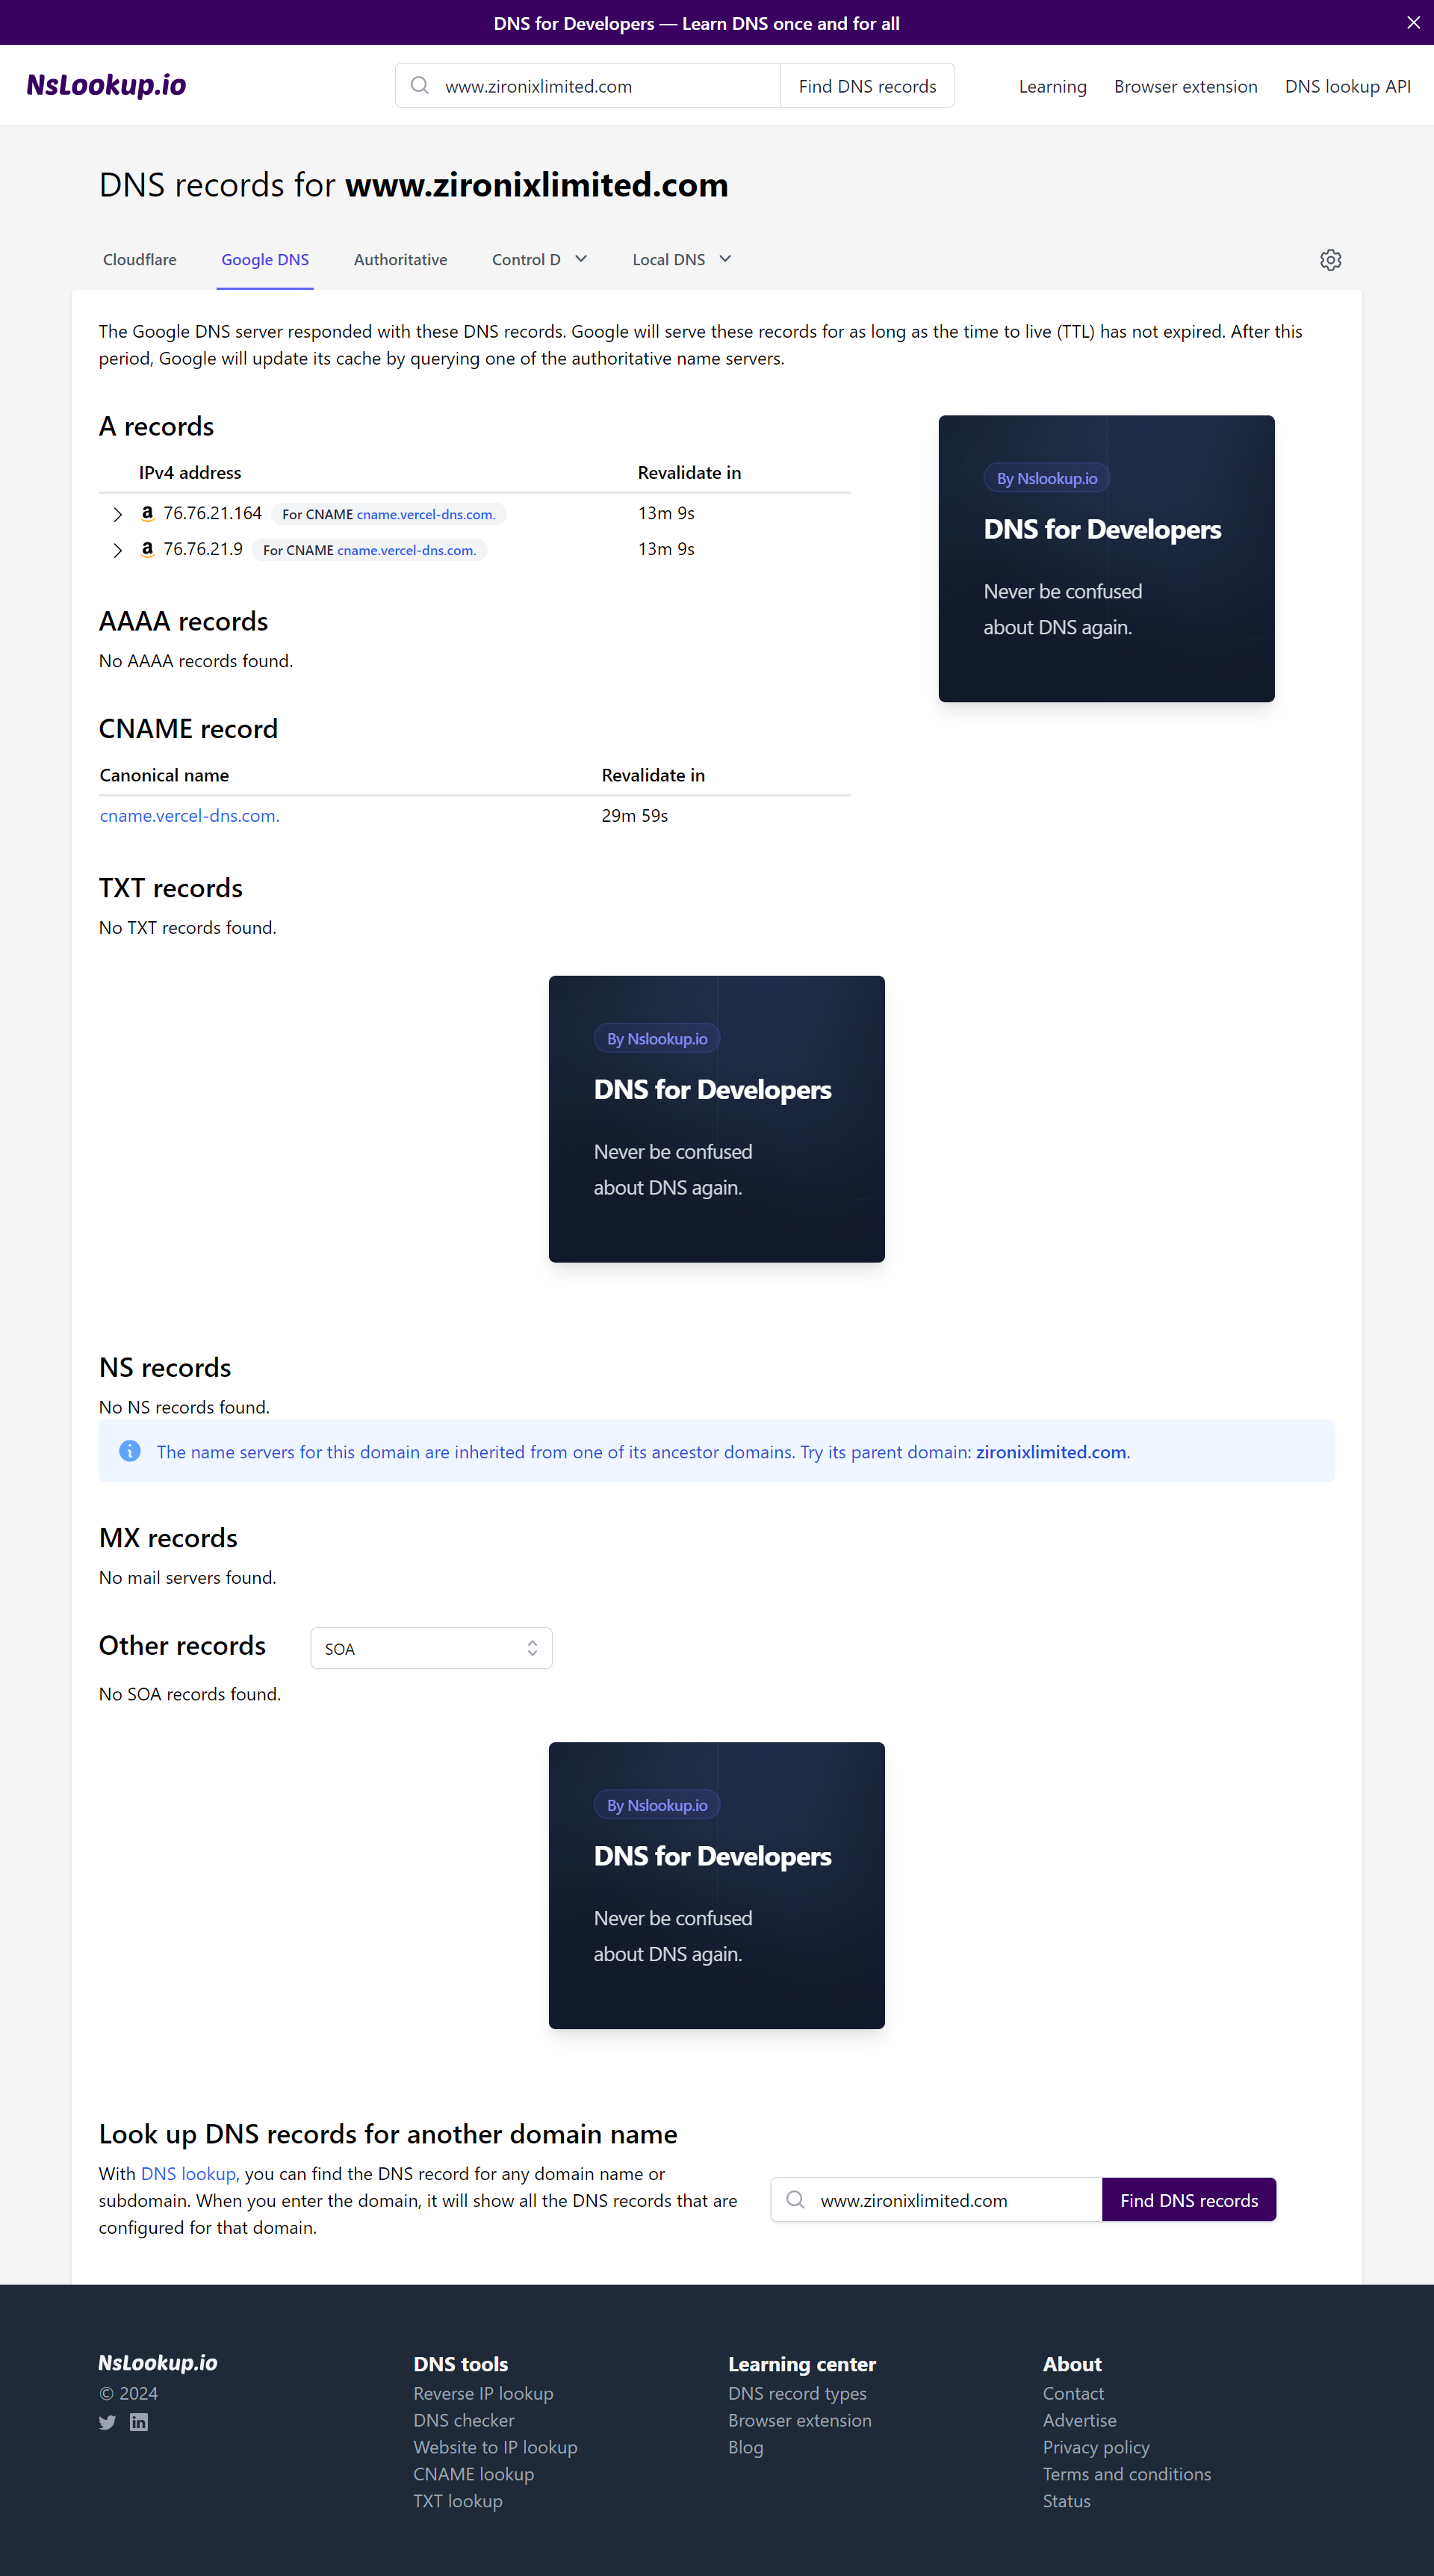 DNS for Developers — Learn DNS once and for all
NsLookup.io
www.zironixlimited.com
Find DNS records
Learning
Browser extension
DNS lookup API
DNS records for www.zironixlimited.com
Cloudflare
Google DNS
Authoritative
Control D
Local DNS
The Google DNS server responded with these DNS records. Google will serve these records for as long as the time to live (TTL) has not expired. After this
period, Google will update its cache by querying one of the authoritative name servers.
A records
IPv4 address
Revalidate in
76.76.21.164 For CNAME cname.vercel-dns.com.
13m 9s
76.76.21.9 For CNAME cname.vercel-dns.com.
13m 9s
By Nslookup.io
DNS for Developers
Never be confused
about DNS again.
AAAA records
No AAAA records found.
CNAME record
Canonical name
Revalidate in
cname.vercel-dns.com.
29m 59s
TXT records
No TXT records found.
By Nslookup.io
DNS for Developers
Never be confused
about DNS again.
NS records
No NS records found.
The name servers for this domain are inherited from one of its ancestor domains. Try its parent domain: zironixlimited.com.
MX records
No mail servers found.
Other records
SOA
No SOA records found.
By Nslookup.io
DNS for Developers
Never be confused
about DNS again.
Look up DNS records for another domain name
With DNS lookup, you can find the DNS record for any domain name or
subdomain. When you enter the domain, it will show all the DNS records that are
configured for that domain.
www.zironixlimited.com
Find DNS records
NsLookup.io
© 2024
DNS tools
Reverse IP lookup
DNS checker
Website to IP lookup
CNAME lookup
TXT lookup
Learning center
DNS record types
Browser extension
Blog
About
Contact
Advertise
Privacy policy
Terms and conditions
Status